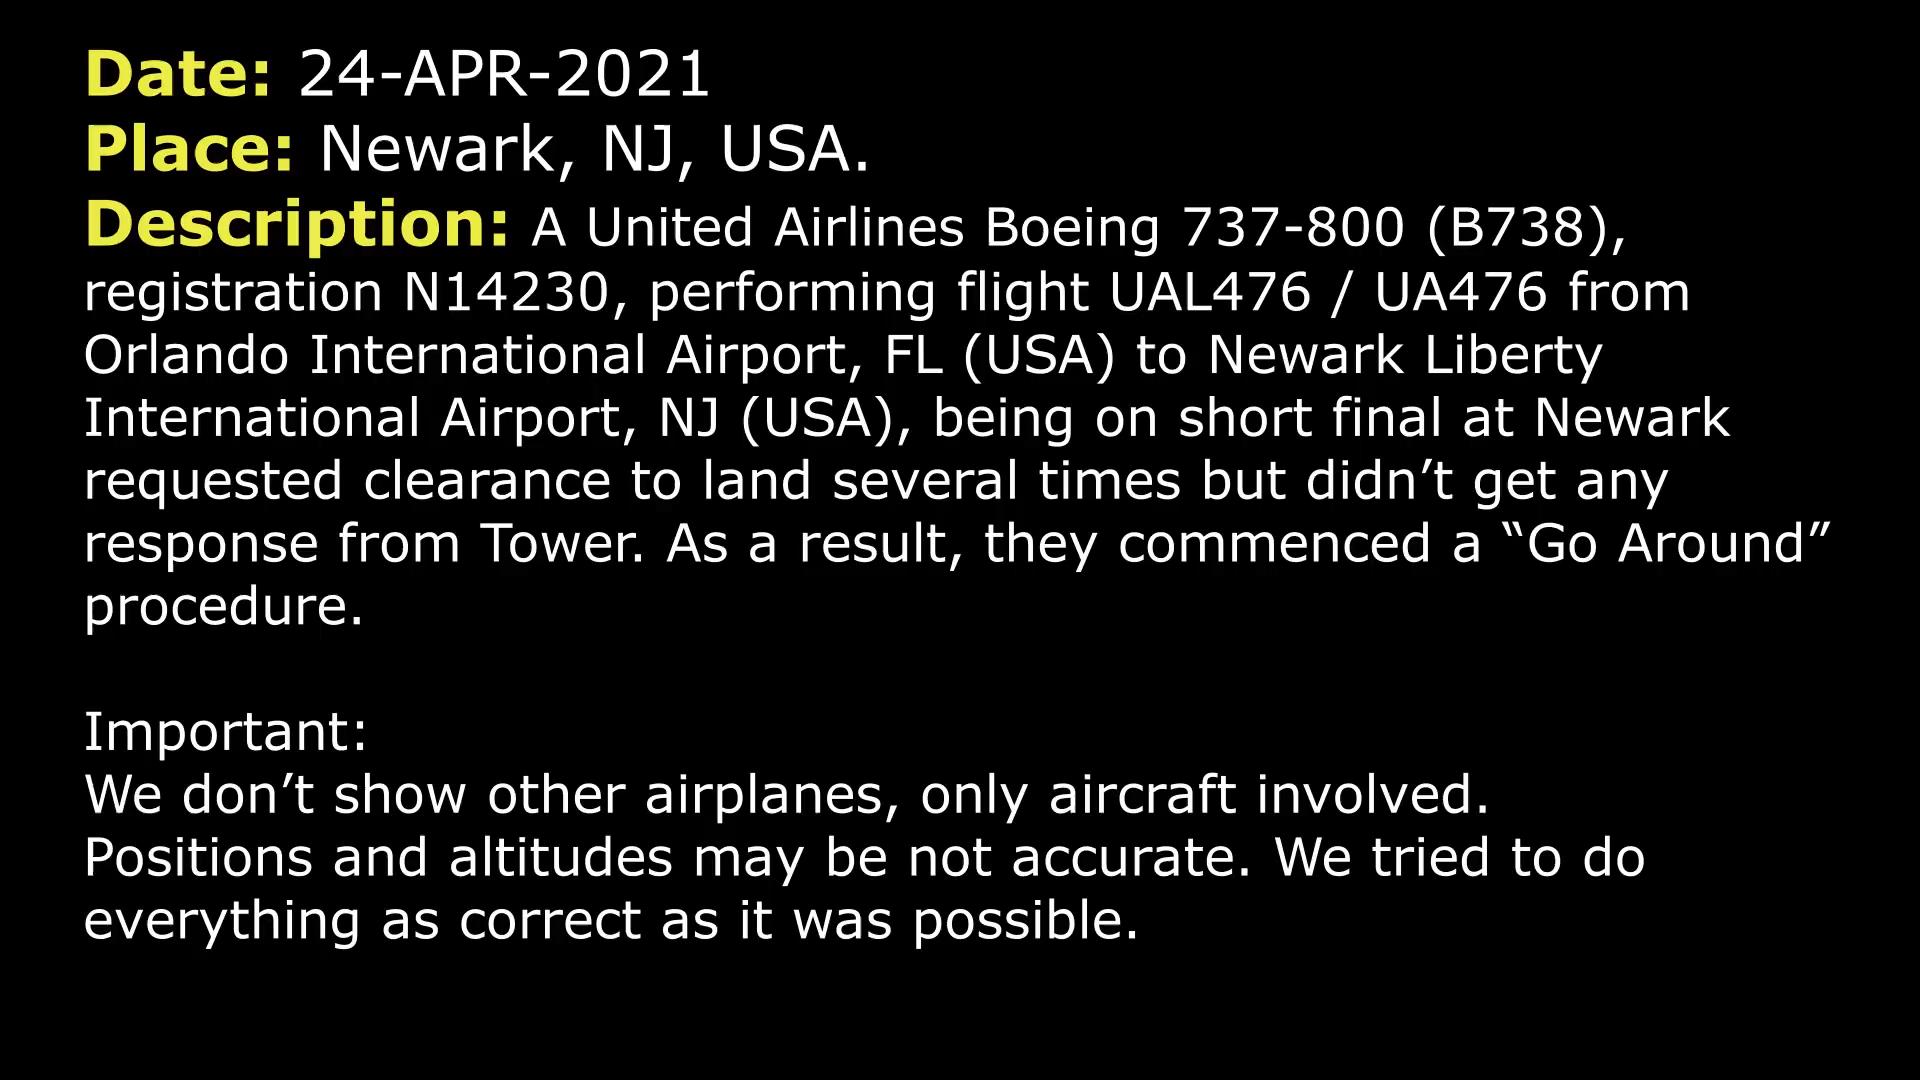 Date: 24-APR-2021
Place: Newark, NJ, USA.
Description: A United Airlines Boeing 737-800 (B738),
registration N14230, performing flight UAL476 / UA476 from
Orlando International Airport, FL (USA) to Newark Liberty
International Airport, NJ (USA), being on short final at Newark
requested clearance to land several times but didn’t get any
response from Tower. As a result, they commenced a “Go Around”
procedure.
Important:
We don’t show other airplanes, only aircraft involved.
Positions and altitudes may be not accurate. We tried to do
everything as correct as it was possible.